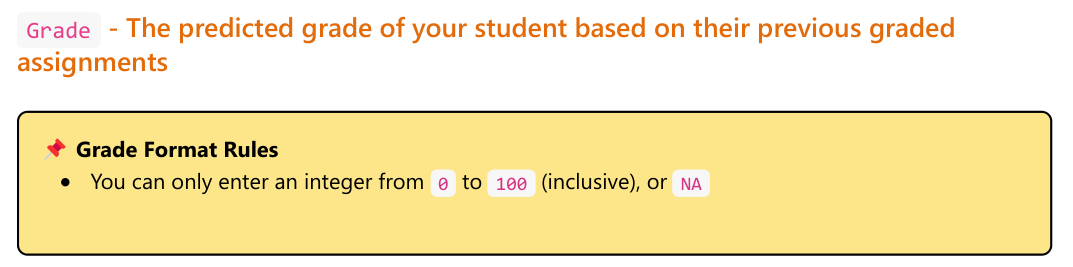 Grade - The predicted grade of your student based on their previous graded
assignments
📌 Grade Format Rules
• You can only enter an integer from 0 to 100 (inclusive), or NA